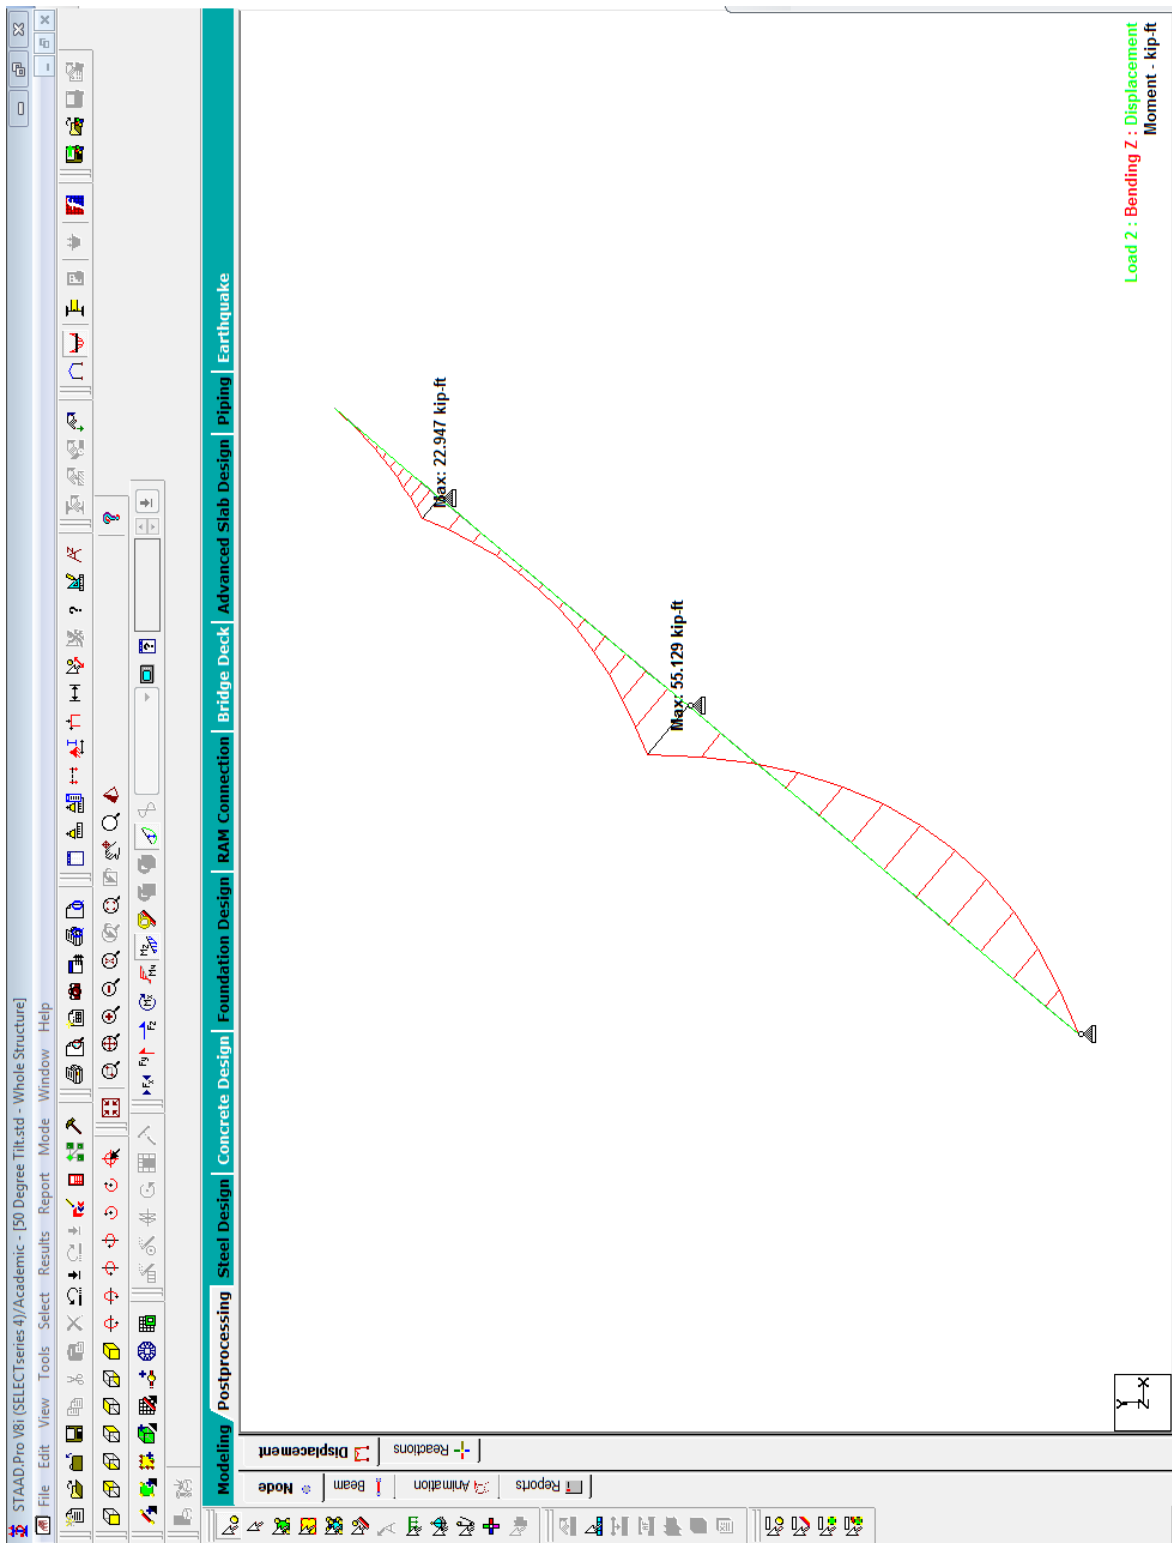 STAAD.Pro V8i (SELECTseries 4)/Academic - [50 Degree Tilt.std - Whole Structure]
File Edit View Tools Select Results Report Mode Window Help
Modeling Postprocessing Steel Design Concrete Design Foundation Design RAM Connection Bridge Deck Advanced Slab Design Piping Earthquake
Node
Beam
Animation
Reports
Displacement
Reactions
Max: 22.947 kip-ft
Max: 55.129 kip-ft
Y
Z X
Load 2 : Bending Z : Displacement
Moment - kip-ft